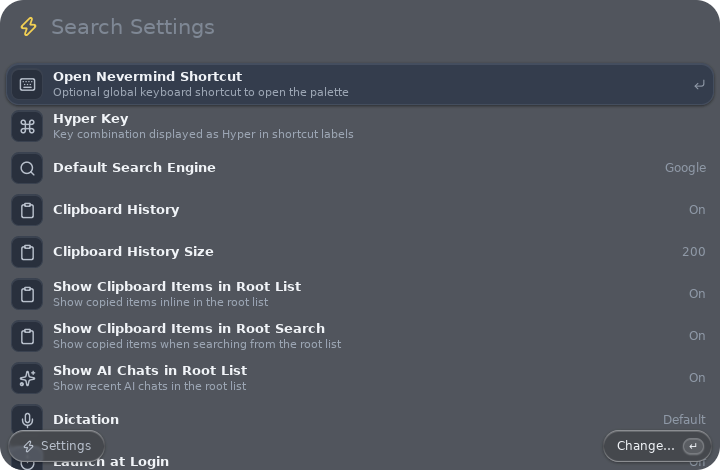 Search Settings
Open Nevermind Shortcut
Optional global keyboard shortcut to open the palette
Hyper Key
Key combination displayed as Hyper in shortcut labels
Default Search Engine
Google
Clipboard History
On
Clipboard History Size
200
Show Clipboard Items in Root List
Show copied items inline in the root list
On
Show Clipboard Items in Root Search
Show copied items when searching from the root list
On
Show AI Chats in Root List
Show recent AI chats in the root list
On
Dictation
Default
Settings
Change...
Launch at Login